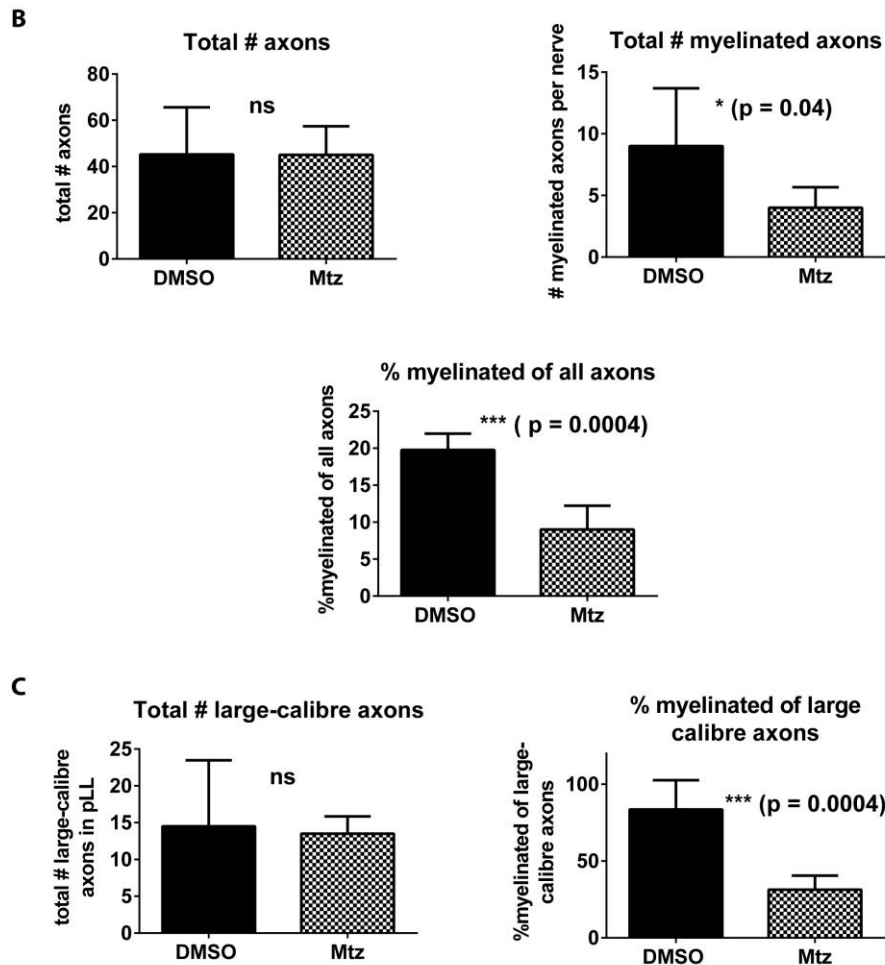 B
Total # axons
total # axons
80
60
40
20
0
ns
DMSO
Mtz
Total # myelinated axons
# myelinated axons per nerve
15
10
5
0
* (p = 0.04)
DMSO
Mtz
% myelinated of all axons
%myelinated of all axons
25
20
15
10
5
0
*** ( p = 0.0004)
DMSO
Mtz
C
Total # large-calibre axons
total # large-calibre
axons in pLL
25
20
15
10
5
0
ns
DMSO
Mtz
% myelinated of large
calibre axons
%myelinated of large-
calibre axons
100
50
0
*** (p = 0.0004)
DMSO
Mtz